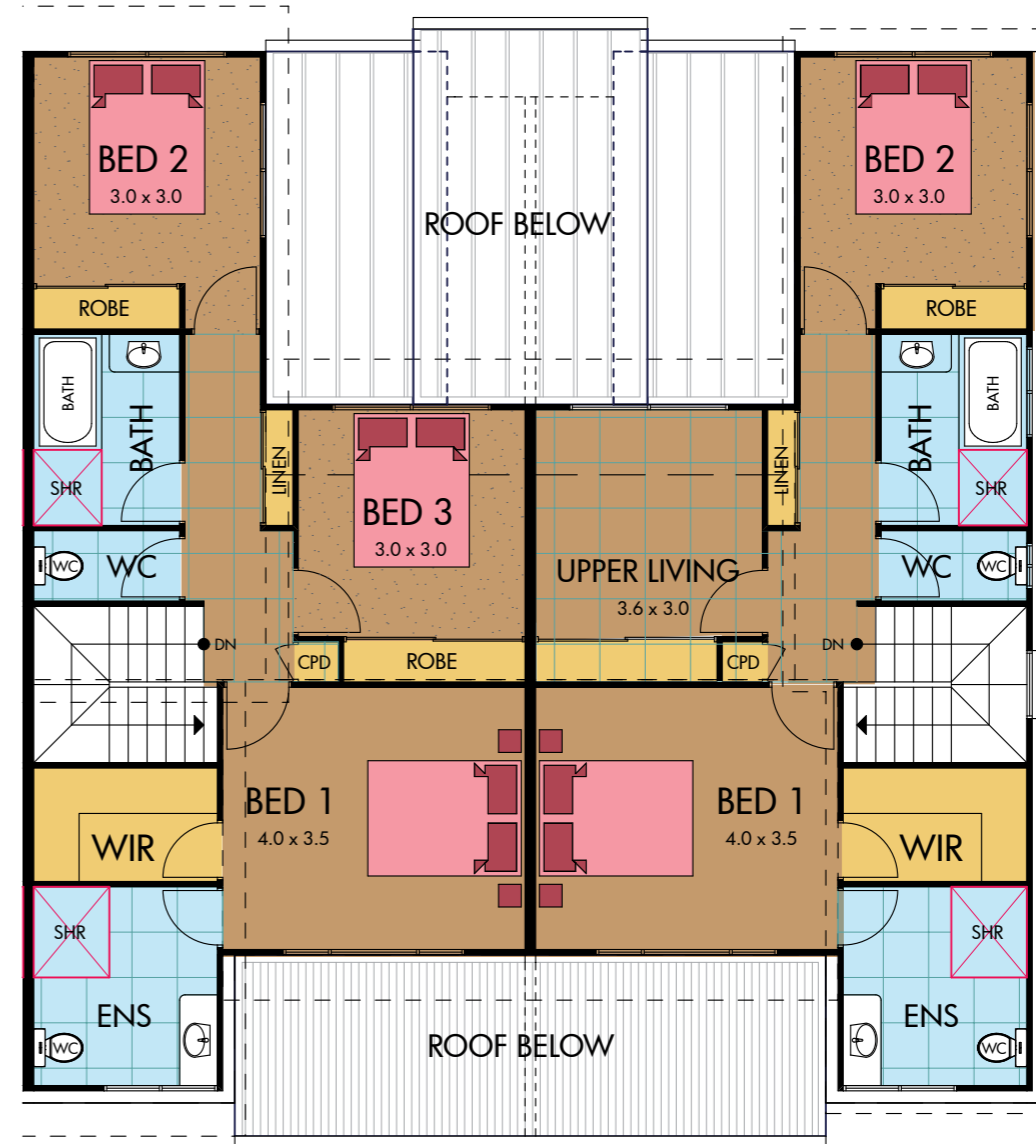 BED 2
3.0 x 3.0
BED 2
3.0 x 3.0
ROOF BELOW
ROBE
ROBE
BATH
BATH
BATH
BATH
LINEN
LINEN
SHR
SHR
BED 3
3.0 x 3.0
WC
WC
UPPER LIVING
3.6 x 3.0
WC
WC
DN
DN
CPD
ROBE
CPD
BED 1
4.0 x 3.5
BED 1
4.0 x 3.5
WIR
WIR
SHR
SHR
ENS
ENS
WC
WC
ROOF BELOW